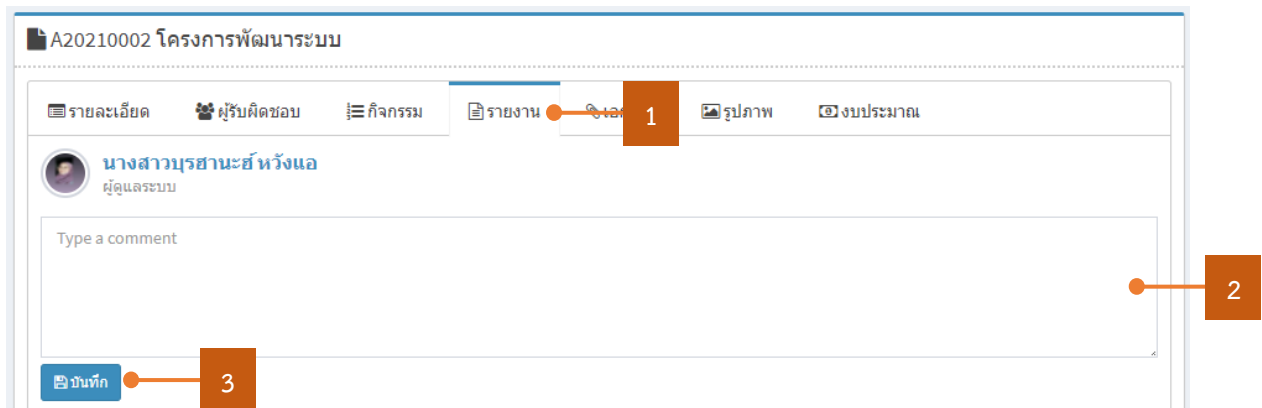 A20210002 โครงการพัฒนาระบบ
รายละเอียด ผู้รับผิดชอบ กิจกรรม รายงาน 1 รูปภาพ งบประมาณ
นางสาวบุรฮานะฮ์ หวังแอ
ผู้ดูแลระบบ
Type a comment
2
บันทึก 3